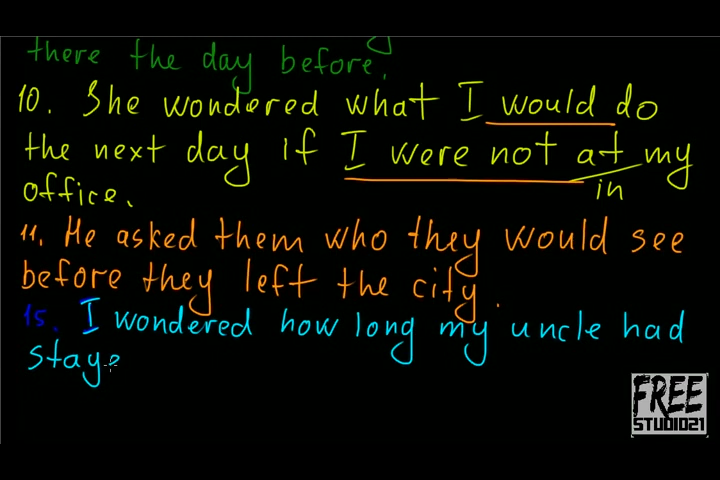 there the day before.
10. She wondered what I would do
the next day if I were not at my
in
office.
11. He asked them who they would see
before they left the city.
15. I wondered how long my uncle had
staye
FREE
STUDIO21